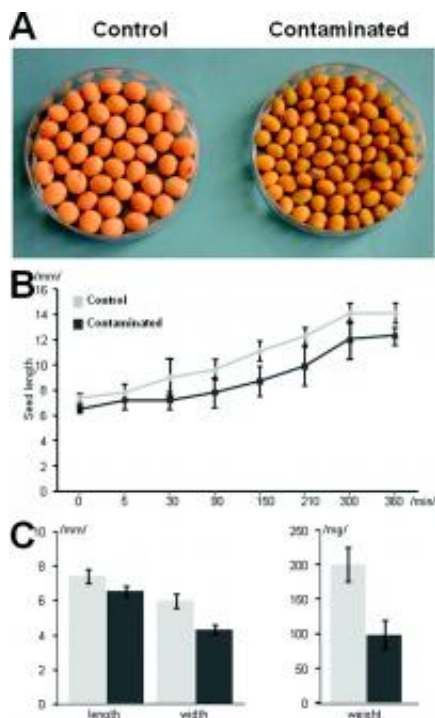 A
Control Contaminated
B
/mm/
16
14
12
10
8
6
4
2
0
Seed length
Control
Contaminated
0 5 30 90 150 210 300 360 /min/
C
/mm/
8
6
4
2
0
length width
/mg/
250
200
150
100
50
0
weight